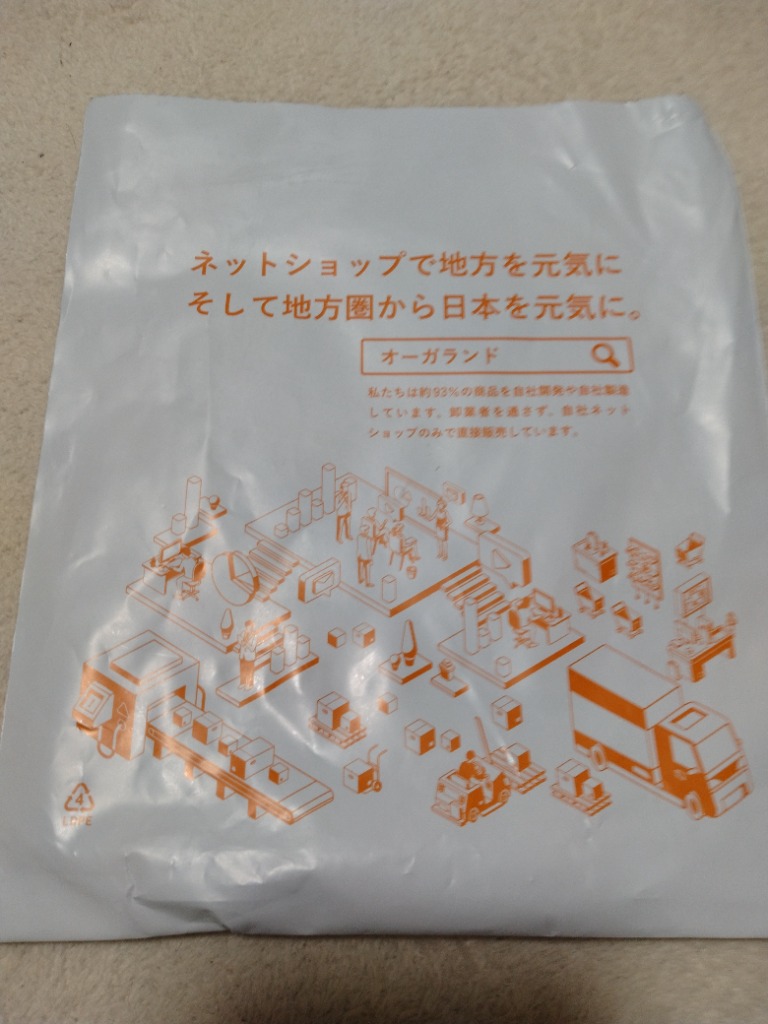 ネットショップで地方を元気に
そして地方圏から日本を元気に。
オーガランド
私たちは約93%の商品を自社開発や自社製造
しています。卸業者を通さず、自社ネット
ショップのみで直接販売しています。
4
LDPE